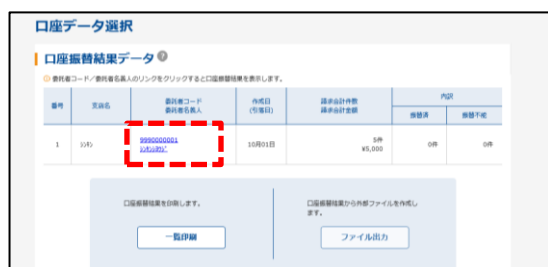 口座データ選択
口座振替結果データ ?
委託者コード/委託者名義人のリンクをクリックすると口座振替結果を表示します。
番号 支店名 委託者コード 作成日 請求合計件数 内訳
委託者名義人 (引落日) 請求合計金額 振替済 振替不能
1 9990000001 10月01日 5件 0件 0件
¥5,000
口座振替結果を印刷します。 口座振替結果から外部ファイルを作成し
ます。
一覧印刷 ファイル出力